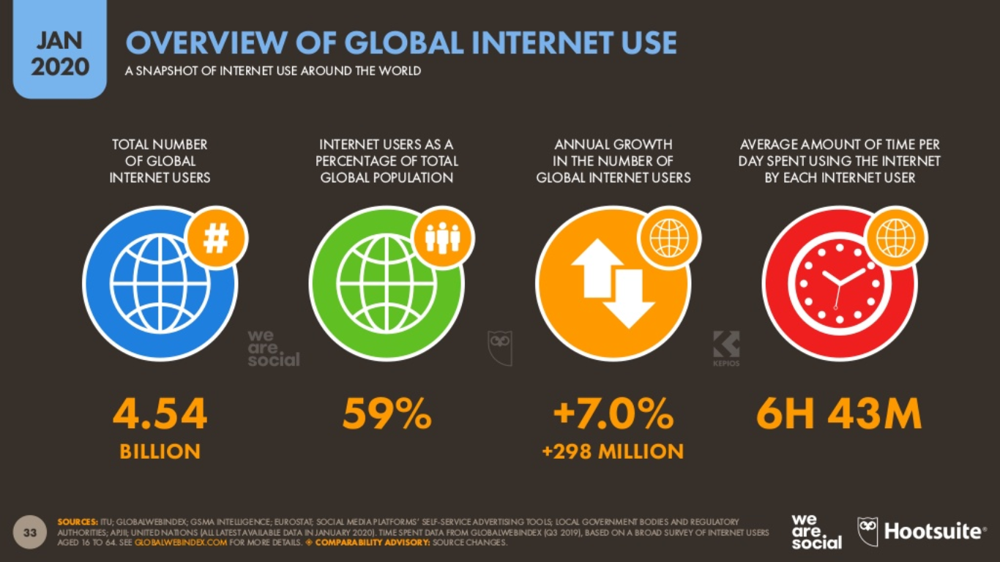 JAN
2020
OVERVIEW OF GLOBAL INTERNET USE
A SNAPSHOT OF INTERNET USE AROUND THE WORLD
TOTAL NUMBER
OF GLOBAL
INTERNET USERS
INTERNET USERS AS A
PERCENTAGE OF TOTAL
GLOBAL POPULATION
ANNUAL GROWTH
IN THE NUMBER OF
GLOBAL INTERNET USERS
AVERAGE AMOUNT OF TIME PER
DAY SPENT USING THE INTERNET
BY EACH INTERNET USER
#
we
are
social
KEPIOS
4.54
BILLION
59%
+7.0%
+298 MILLION
6H 43M
33
SOURCES: ITU; GLOBALWEBINDEX; GSMA INTELLIGENCE; EUROSTAT; SOCIAL MEDIA PLATFORMS' SELF-SERVICE ADVERTISING TOOLS; LOCAL GOVERNMENT BODIES AND REGULATORY
AUTHORITIES; APJII; UNITED NATIONS (ALL LATEST AVAILABLE DATA IN JANUARY 2020). TIME SPENT DATA FROM GLOBALWEBINDEX (Q3 2019), BASED ON A BROAD SURVEY OF INTERNET USERS
AGED 16 TO 64. SEE GLOBALWEBINDEX.COM FOR MORE DETAILS. ◈ COMPARABILITY ADVISORY: SOURCE CHANGES.
we
are
social
Hootsuite®